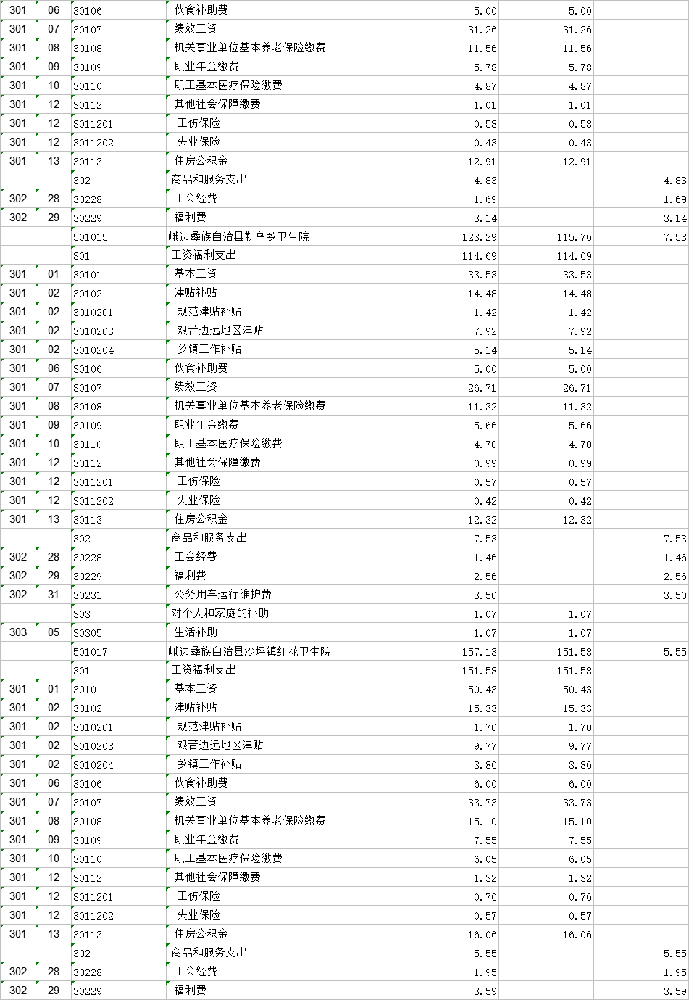 301 06 30106 伙食补助费 5.00 5.00
301 07 30107 绩效工资 31.26 31.26
301 08 30108 机关事业单位基本养老保险缴费 11.56 11.56
301 09 30109 职业年金缴费 5.78 5.78
301 10 30110 职工基本医疗保险缴费 4.87 4.87
301 12 30112 其他社会保障缴费 1.01 1.01
301 12 3011201 工伤保险 0.58 0.58
301 12 3011202 失业保险 0.43 0.43
301 13 30113 住房公积金 12.91 12.91
302 商品和服务支出 4.83 4.83
302 28 30228 工会经费 1.69 1.69
302 29 30229 福利费 3.14 3.14
501015 峨边彝族自治县勒乌乡卫生院 123.29 115.76 7.53
301 工资福利支出 114.69 114.69
301 01 30101 基本工资 33.53 33.53
301 02 30102 津贴补贴 14.48 14.48
301 02 3010201 规范津贴补贴 1.42 1.42
301 02 3010203 艰苦边远地区津贴 7.92 7.92
301 02 3010204 乡镇工作补贴 5.14 5.14
301 06 30106 伙食补助费 5.00 5.00
301 07 30107 绩效工资 26.71 26.71
301 08 30108 机关事业单位基本养老保险缴费 11.32 11.32
301 09 30109 职业年金缴费 5.66 5.66
301 10 30110 职工基本医疗保险缴费 4.70 4.70
301 12 30112 其他社会保障缴费 0.99 0.99
301 12 3011201 工伤保险 0.57 0.57
301 12 3011202 失业保险 0.42 0.42
301 13 30113 住房公积金 12.32 12.32
302 商品和服务支出 7.53 7.53
302 28 30228 工会经费 1.46 1.46
302 29 30229 福利费 2.56 2.56
302 31 30231 公务用车运行维护费 3.50 3.50
303 对个人和家庭的补助 1.07 1.07
303 05 30305 生活补助 1.07 1.07
501017 峨边彝族自治县沙坪镇红花卫生院 157.13 151.58 5.55
301 工资福利支出 151.58 151.58
301 01 30101 基本工资 50.43 50.43
301 02 30102 津贴补贴 15.33 15.33
301 02 3010201 规范津贴补贴 1.70 1.70
301 02 3010203 艰苦边远地区津贴 9.77 9.77
301 02 3010204 乡镇工作补贴 3.86 3.86
301 06 30106 伙食补助费 6.00 6.00
301 07 30107 绩效工资 33.73 33.73
301 08 30108 机关事业单位基本养老保险缴费 15.10 15.10
301 09 30109 职业年金缴费 7.55 7.55
301 10 30110 职工基本医疗保险缴费 6.05 6.05
301 12 30112 其他社会保障缴费 1.32 1.32
301 12 3011201 工伤保险 0.76 0.76
301 12 3011202 失业保险 0.57 0.57
301 13 30113 住房公积金 16.06 16.06
302 商品和服务支出 5.55 5.55
302 28 30228 工会经费 1.95 1.95
302 29 30229 福利费 3.59 3.59